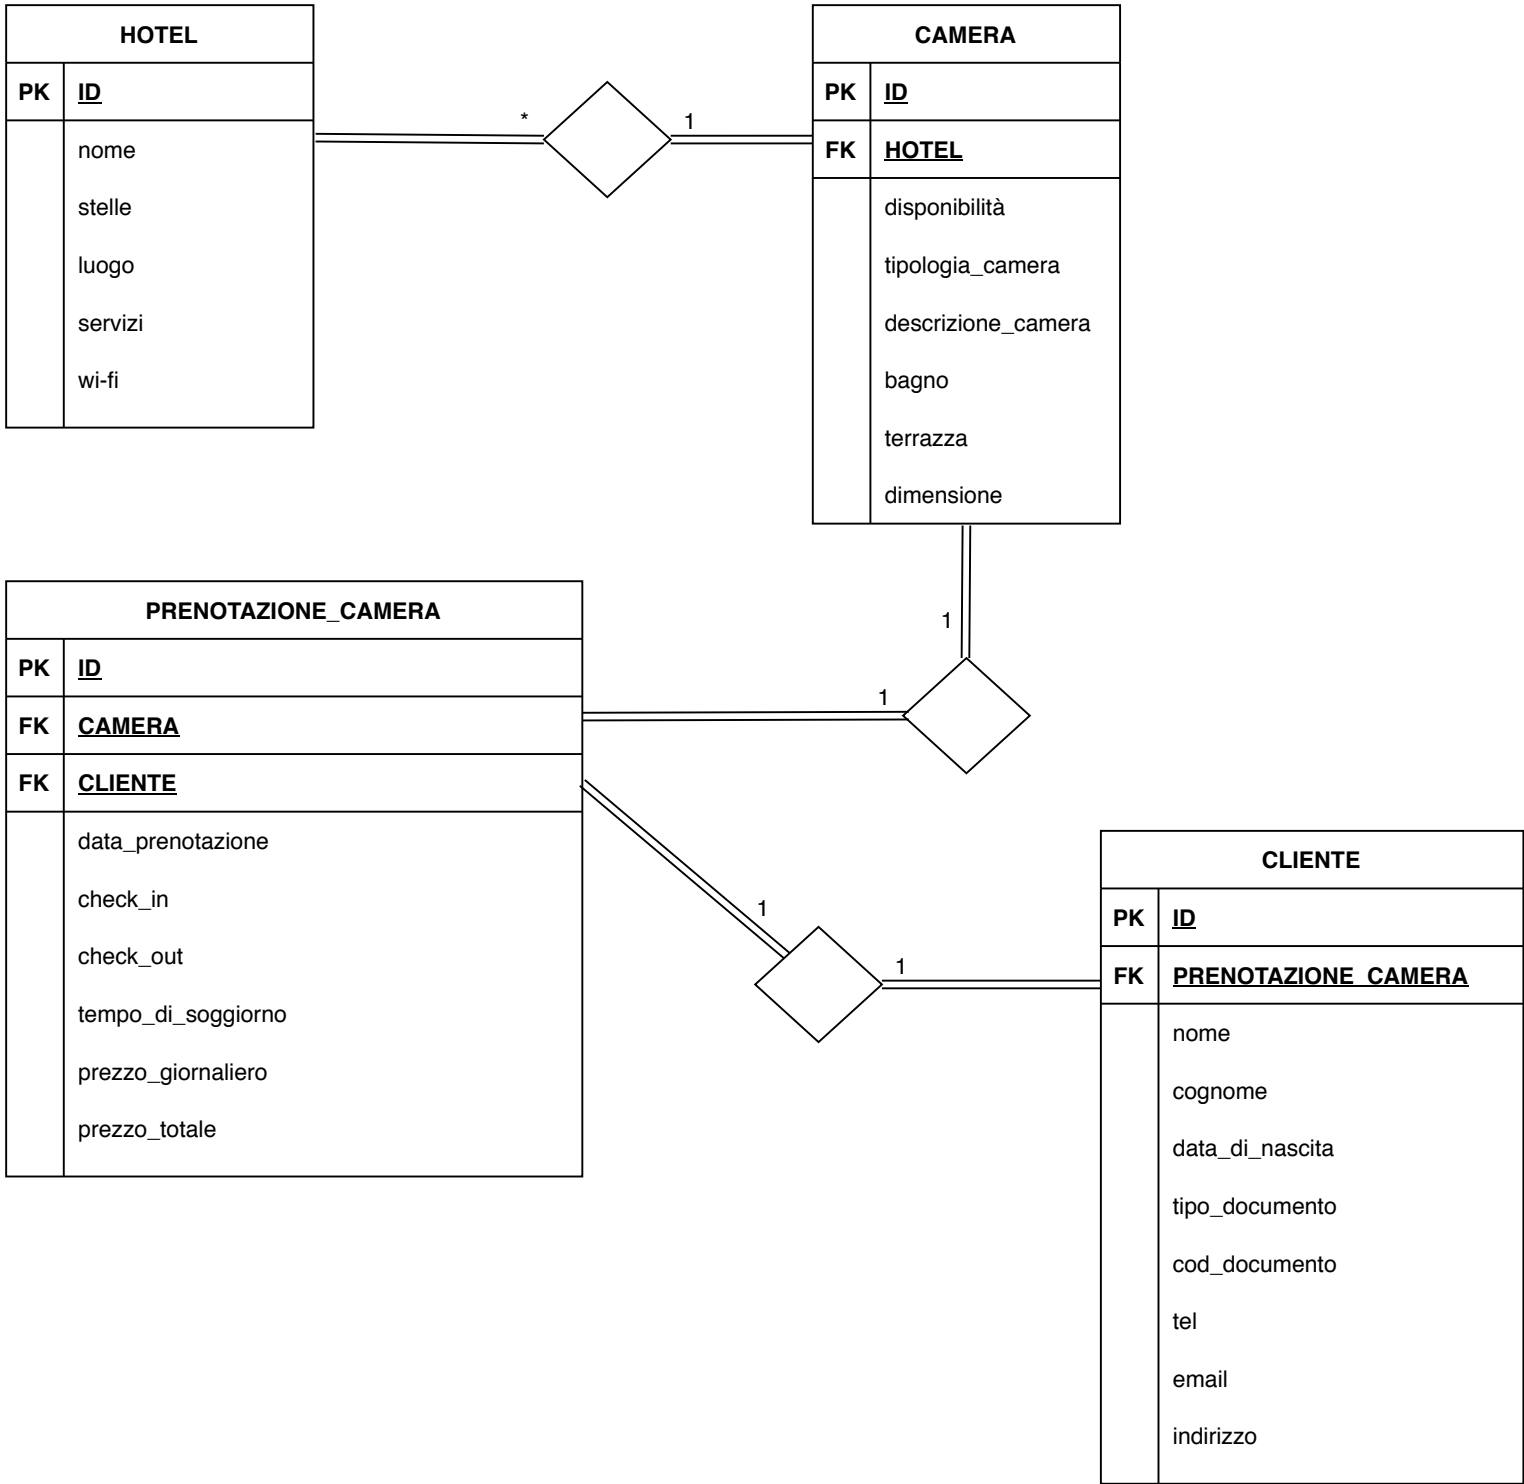 HOTEL
PK ID
nome
stelle
luogo
servizi
wi-fi
* 1
CAMERA
PK ID
FK HOTEL
disponibilità
tipologia_camera
descrizione_camera
bagno
terrazza
dimensione
1
1
PRENOTAZIONE_CAMERA
PK ID
FK CAMERA
FK CLIENTE
data_prenotazione
check_in
check_out
tempo_di_soggiorno
prezzo_giornaliero
prezzo_totale
1
1
CLIENTE
PK ID
FK PRENOTAZIONE_CAMERA
nome
cognome
data_di_nascita
tipo_documento
cod_documento
tel
email
indirizzo